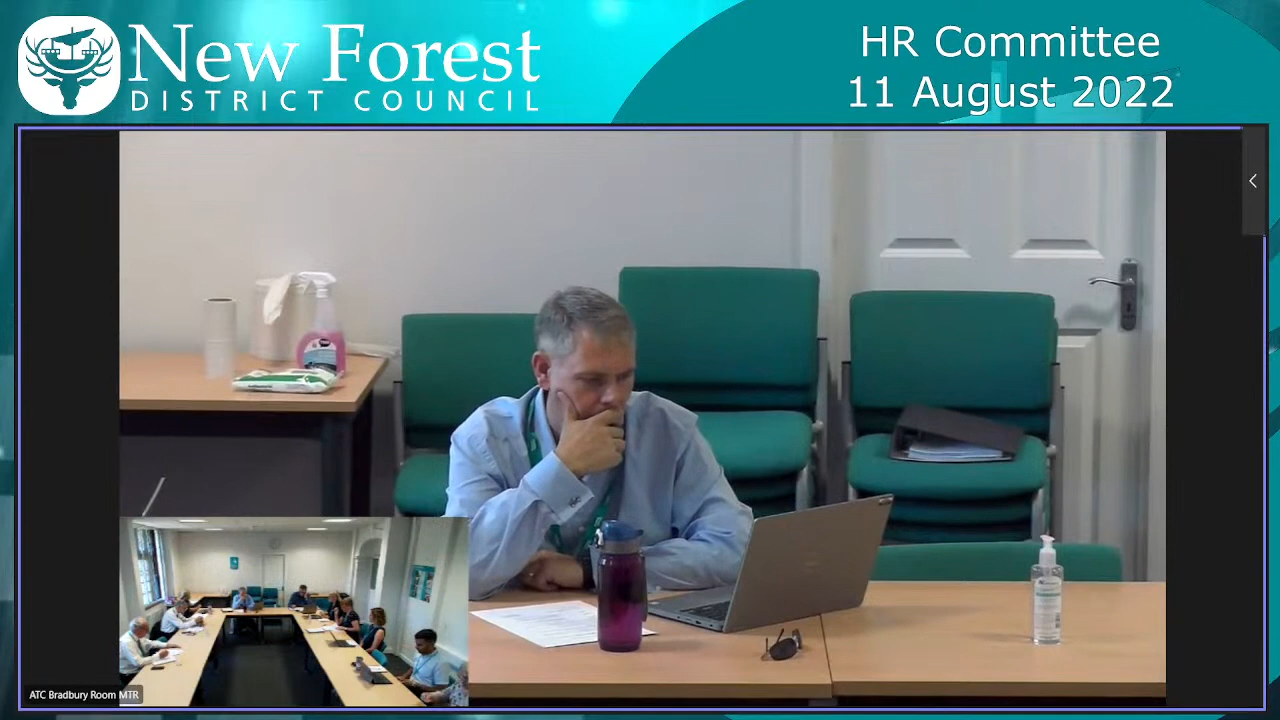 New Forest
DISTRICT COUNCIL
HR Committee
11 August 2022
ATC Bradbury Room MTR